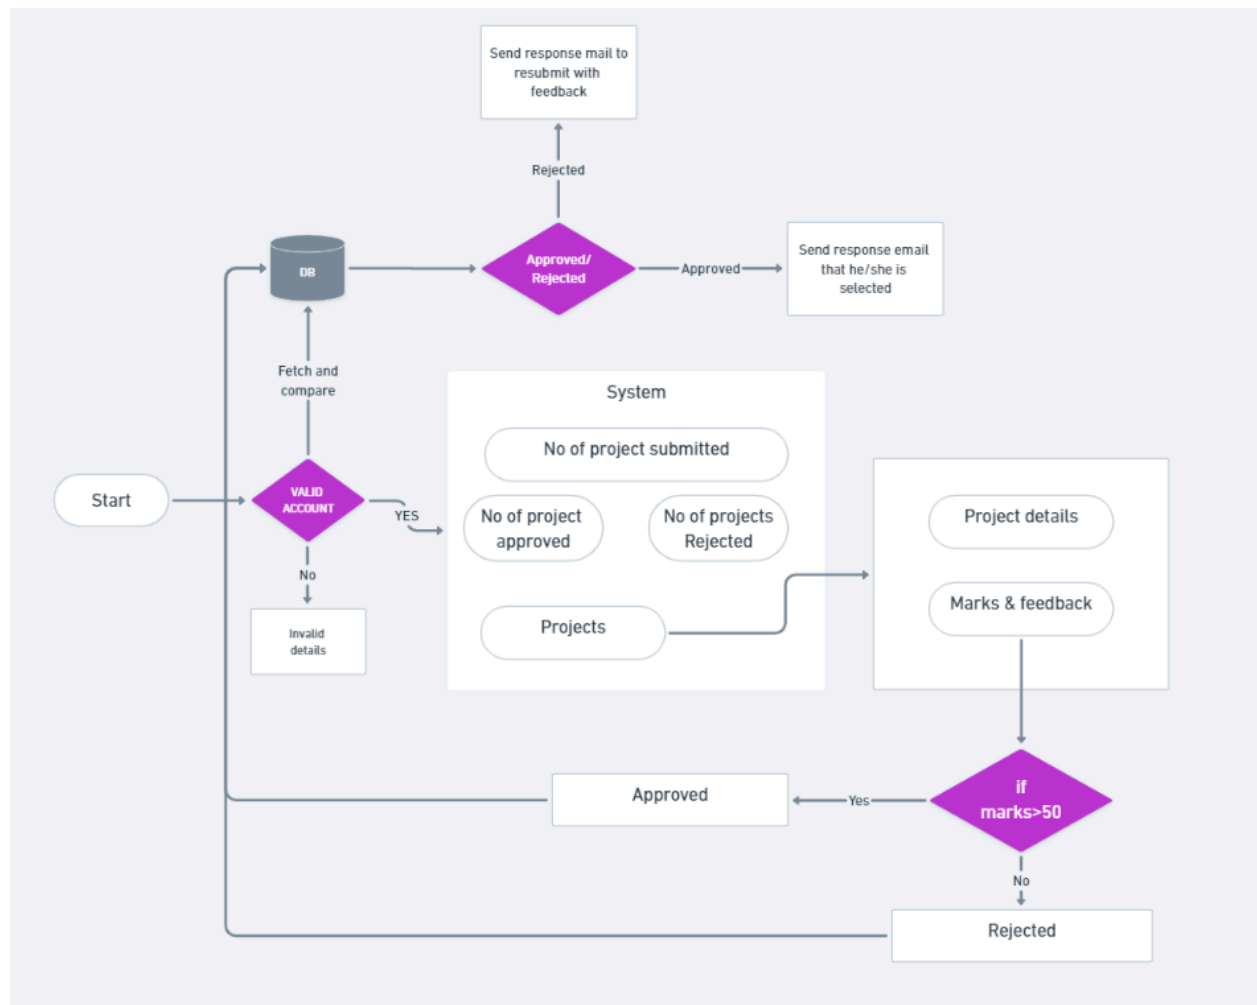 Send response mail to
resubmit with
feedback
Rejected
DB
Approved/
Rejected
Approved
Send response email
that he/she is
selected
Fetch and
compare
System
No of project submitted
Start
VALID
ACCOUNT
YES
No of project
approved
No of projects
Rejected
Project details
No
Marks & feedback
Invalid
details
Projects
if
marks>50
Yes
Approved
No
Rejected